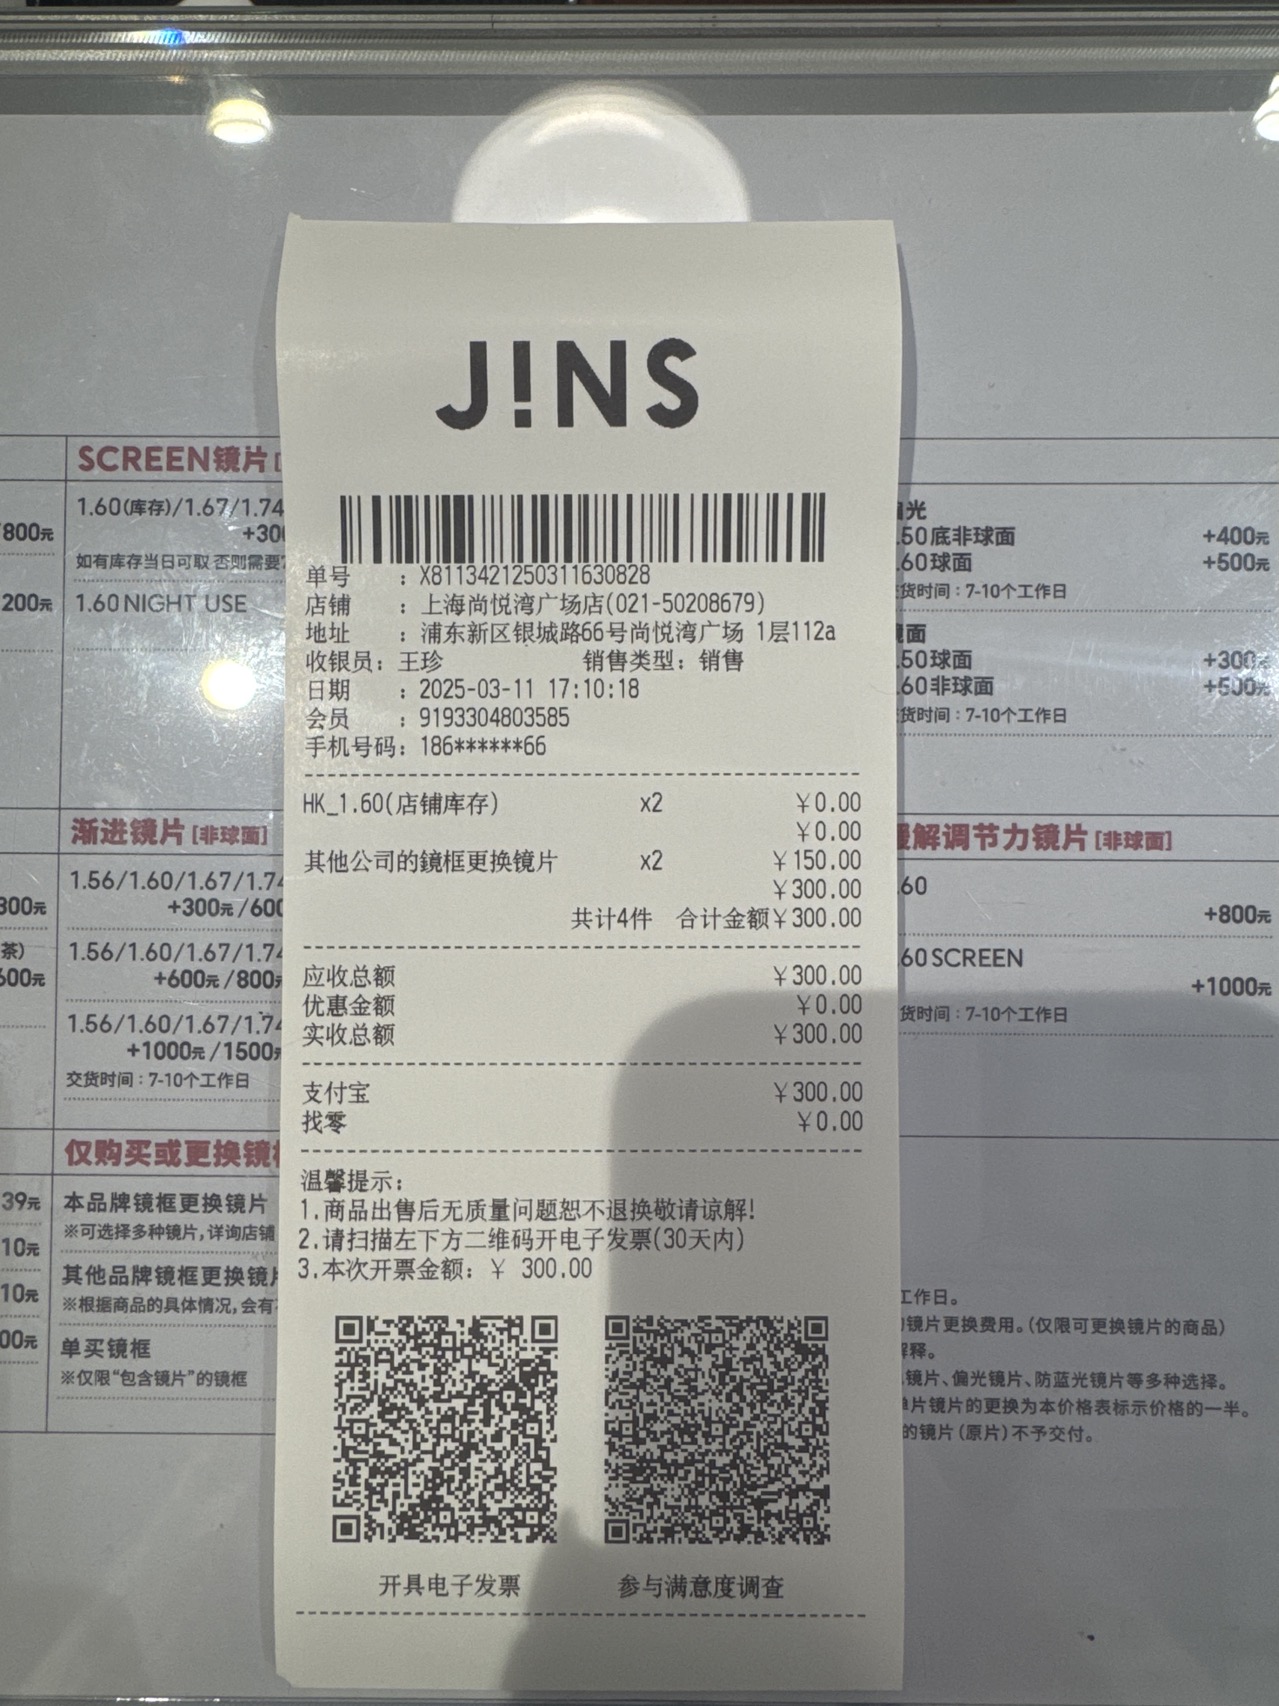 J!NS
单号 : X8113421250311630828
店铺 : 上海尚悦湾广场店(021-50208679)
地址 : 浦东新区银城路66号尚悦湾广场 1层112a
收银员: 王珍 销售类型: 销售
日期 : 2025-03-11 17:10:18
会员 : 9193304803585
手机号码: 186******66
HK_1.60(店铺库存) x2 ¥0.00
¥0.00
其他公司的鏡框更换镜片 x2 ¥150.00
¥300.00
共计4件 合计金额¥300.00
应收总额 ¥300.00
优惠金额 ¥0.00
实收总额 ¥300.00
支付宝 ¥300.00
找零 ¥0.00
温馨提示:
1.商品出售后无质量问题恕不退换敬请谅解!
2.请扫描左下方二维码开电子发票(30天内)
3.本次开票金额: ¥ 300.00
开具电子发票 参与满意度调查
SCREEN镜片
1.60(库存)/1.67/1.74
+300
如有库存当日可取 否则需要
1.60 NIGHT USE
800元
200元
渐进镜片 [非球面]
1.56/1.60/1.67/1.74
+300元/600
1.56/1.60/1.67/1.74
+600元/800
1.56/1.60/1.67/1.74
+1000元/1500
交货时间:7-10个工作日
300元
茶)
600元
仅购买或更换镜
本品牌镜框更换镜片
※可选择多种镜片,详询店铺
其他品牌镜框更换镜
※根据商品的具体情况,会有
单买镜框
※仅限“包含镜片”的镜框
39元
10元
10元
00元
光
.50底非球面 +400元
.60球面 +500元
货时间:7-10个工作日
面
.50球面 +300元
.60非球面 +500元
货时间:7-10个工作日
解调节力镜片 [非球面]
.60
+800元
.60 SCREEN
+1000元
货时间:7-10个工作日
工作日。
镜片更换费用。(仅限可更换镜片的商品)
释。
镜片、偏光镜片、防蓝光镜片等多种选择。
片镜片的更换为本价格表标示价格的一半。
的镜片(原片)不予交付。